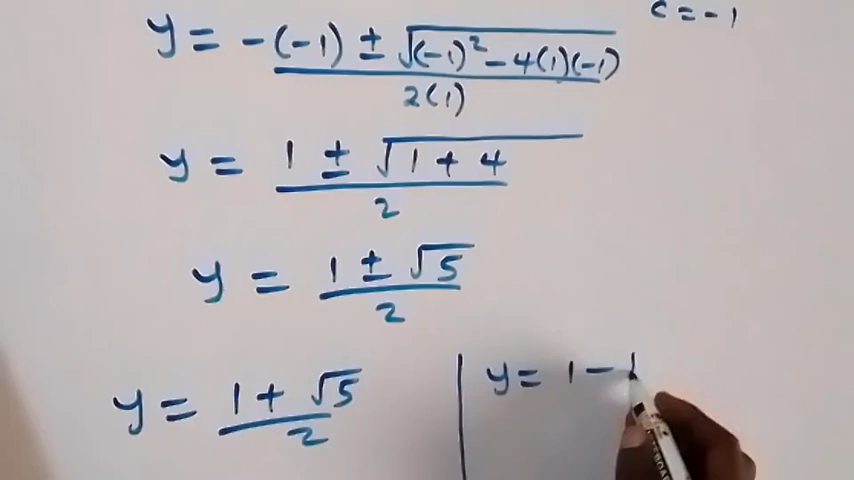 c = -1
y = -(-1) ± √(-1)² - 4(1)(-1) / 2(1)
y = 1 ± √1 + 4 / 2
y = 1 ± √5 / 2
y = 1 + √5 / 2
y = 1 -